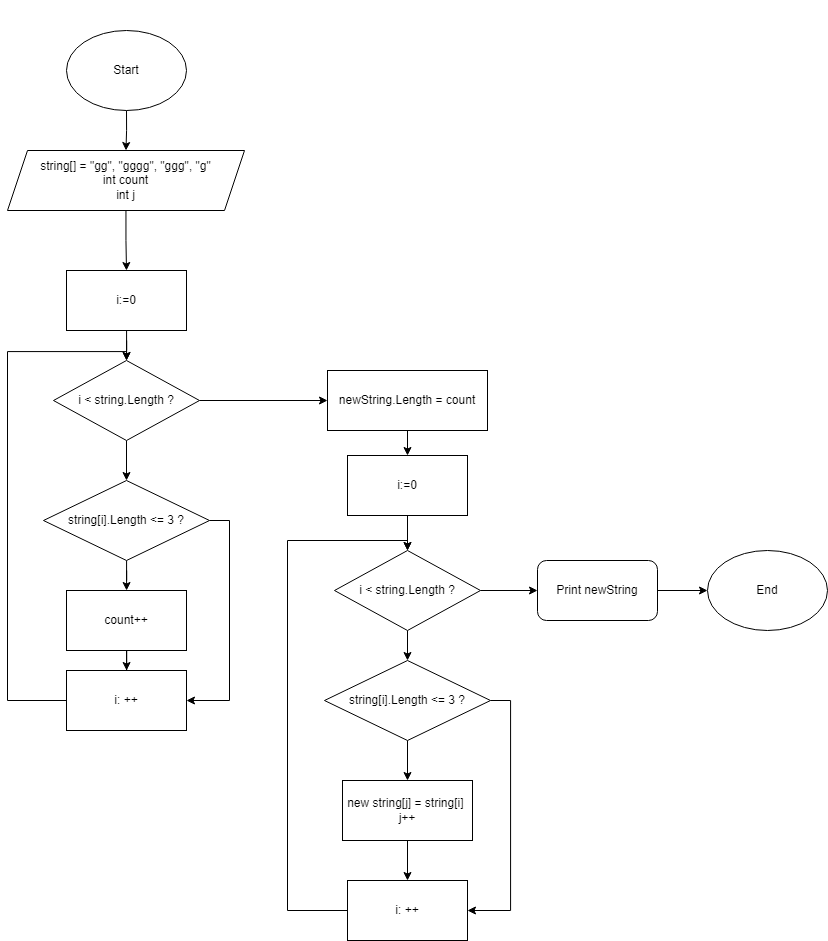 Start
string[] = "gg", "gggg", "ggg", "g"
int count
int j
i:=0
i < string.Length ?
string[i].Length <= 3 ?
count++
i: ++
newString.Length = count
i:=0
i < string.Length ?
Print newString
End
string[i].Length <= 3 ?
new string[j] = string[i]
j++
i: ++